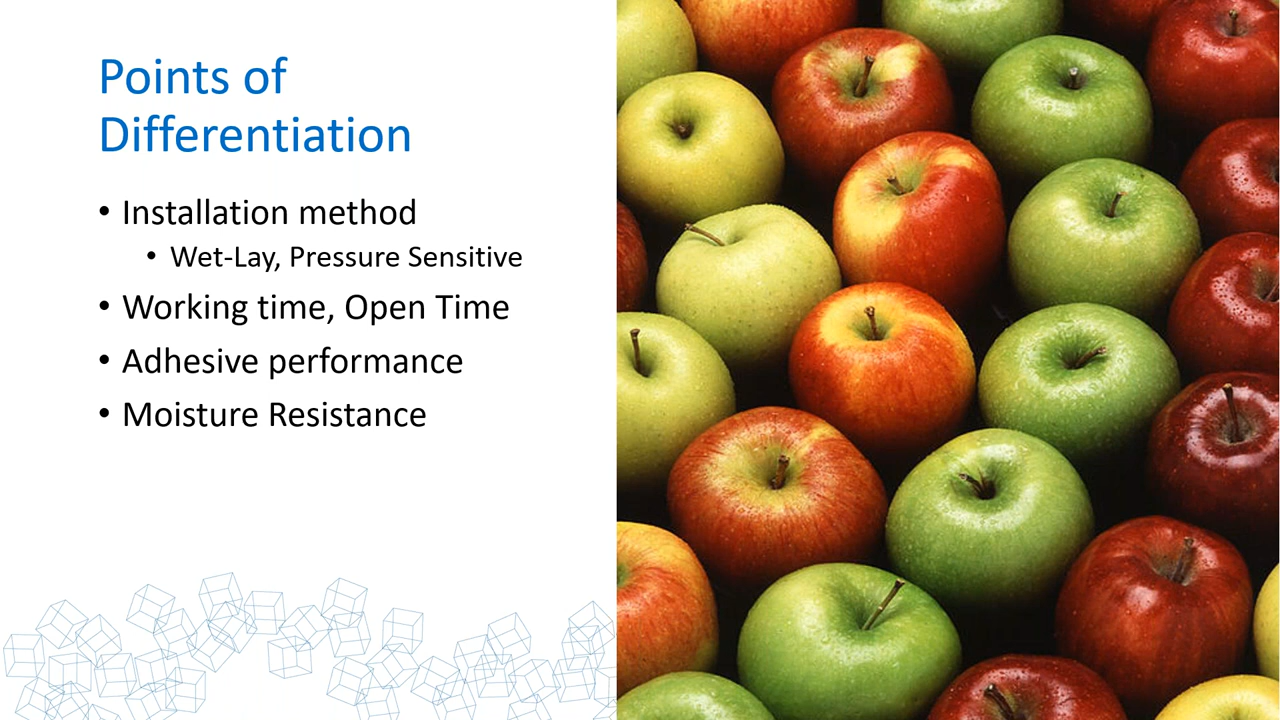 Points of
Differentiation
• Installation method
• Wet-Lay, Pressure Sensitive
• Working time, Open Time
• Adhesive performance
• Moisture Resistance